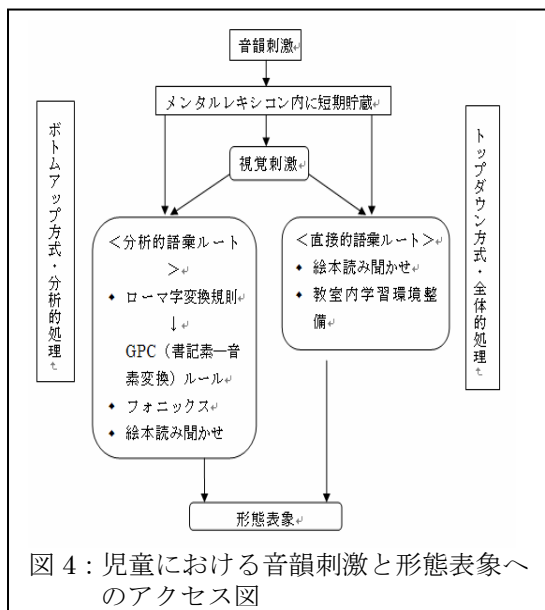 音韻刺激
メンタルレキシコン内に短期貯蔵
視覚刺激
ボトムアップ方式・分析的処理
＜分析的語彙ルート
＞
◆ ローマ字変換規則
↓
GPC（書記素―音
素変換）ルール
◆ フォニックス
◆ 絵本読み聞かせ
＜直接的語彙ルート＞
◆ 絵本読み聞かせ
◆ 教室内学習環境整
備
トップダウン方式・全体的処理
形態表象
図 4：児童における音韻刺激と形態表象へ
のアクセス図